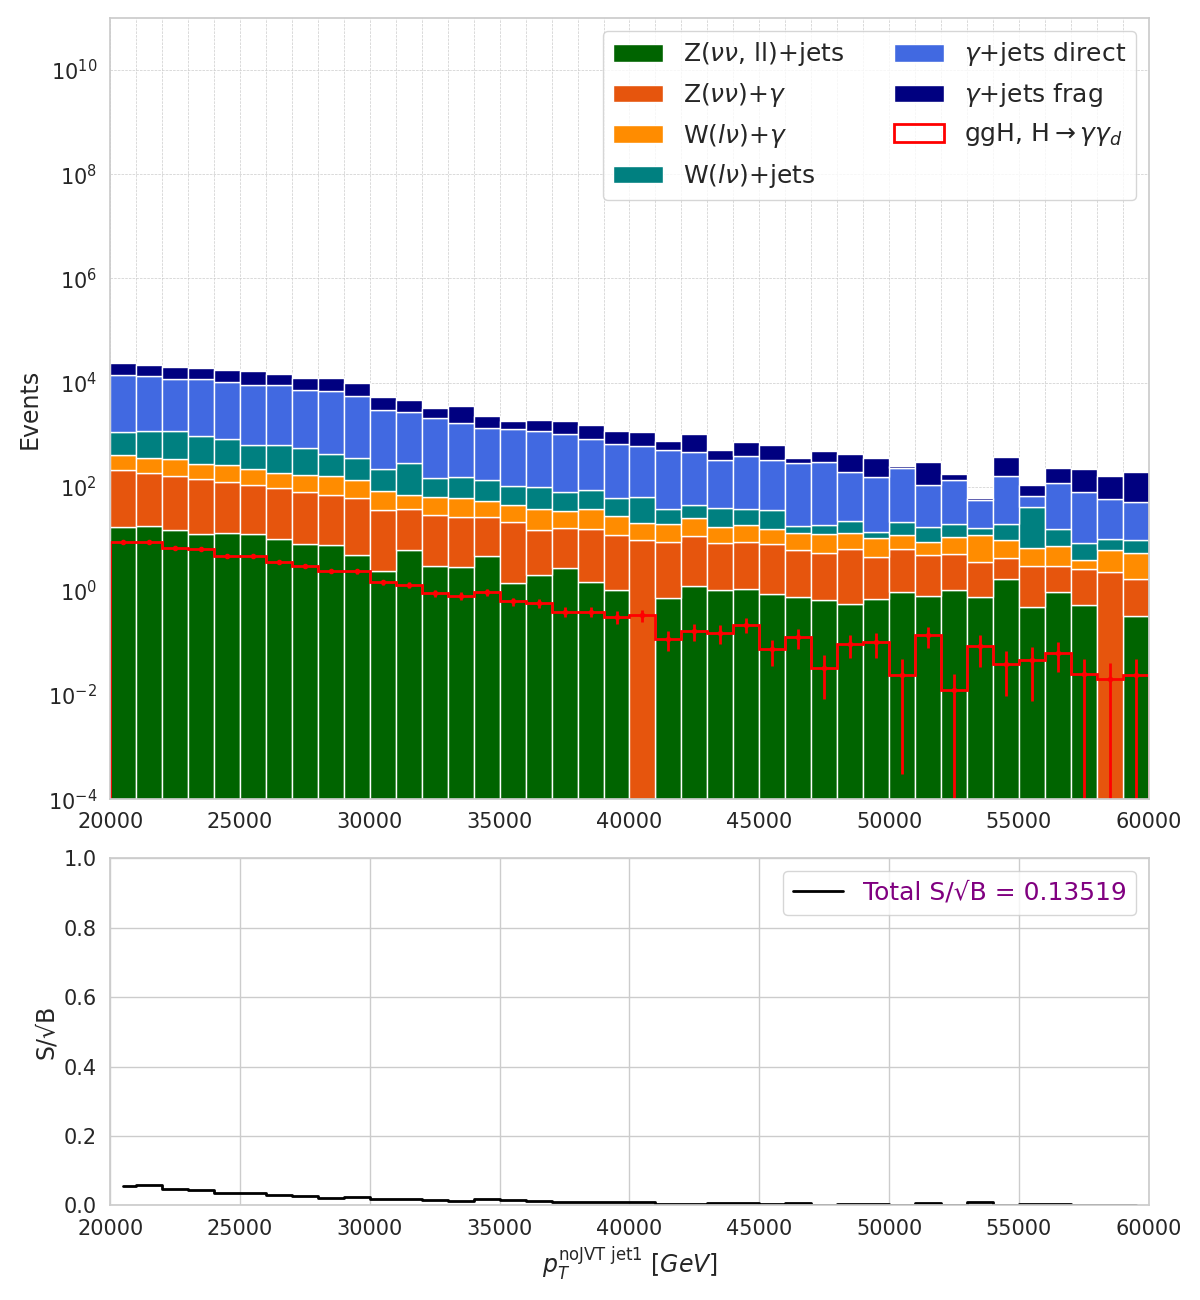 Z(νν, ll)+jets
Z(νν)+γ
W(lν)+γ
W(lν)+jets
γ+jets direct
γ+jets frag
ggH, H→γγ_d
Events
10^10
10^8
10^6
10^4
10^2
10^0
10^−2
10^−4
20000 25000 30000 35000 40000 45000 50000 55000 60000
Total S/√B = 0.13519
S/√B
1.0
0.8
0.6
0.4
0.2
0.0
20000 25000 30000 35000 40000 45000 50000 55000 60000
p_T^noJVT jet1 [GeV]